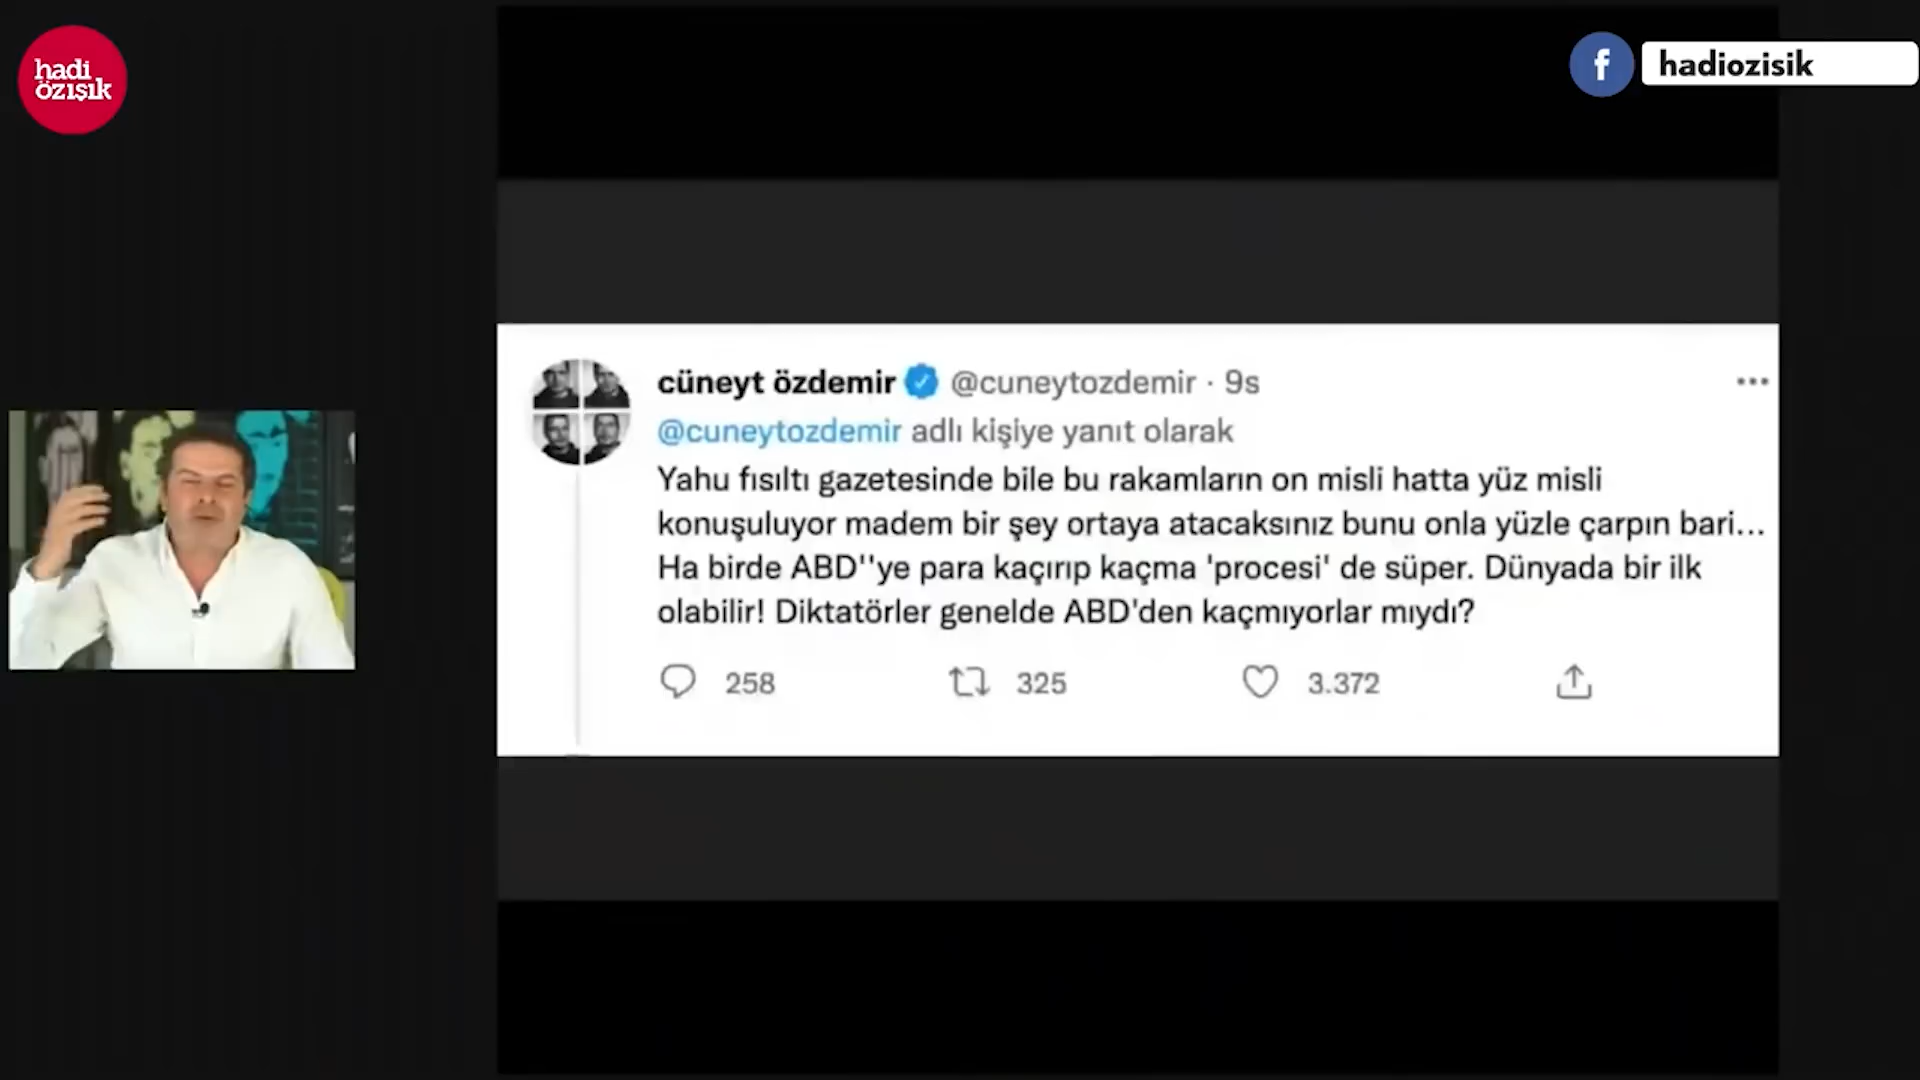 hadi
özışık
hadiozisik
cüneyt özdemir @cuneytozdemir · 9s
@cuneytozdemir adlı kişiye yanıt olarak
Yahu fısıltı gazetesinde bile bu rakamların on misli hatta yüz misli
konuşuluyor madem bir şey ortaya atacaksınız bunu onla yüzle çarpın bari...
Ha birde ABD''ye para kaçırıp kaçma 'procesi' de süper. Dünyada bir ilk
olabilir! Diktatörler genelde ABD'den kaçmıyorlar mıydı?
258 325 3.372